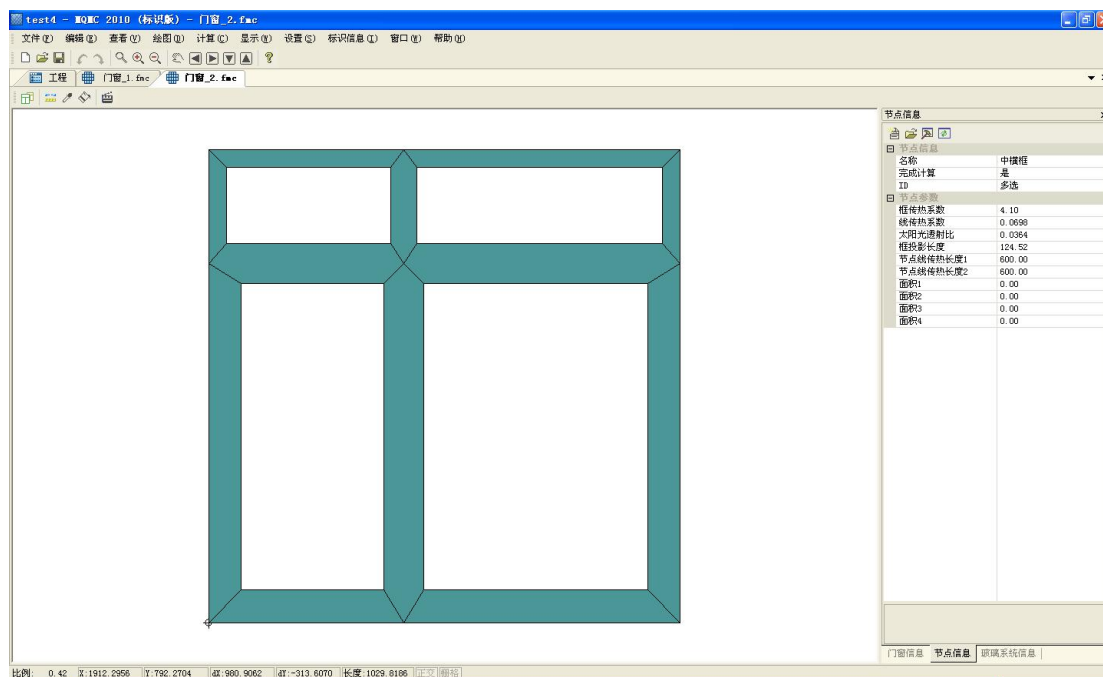 test4 - MQMC 2010 (标识版) - 门窗_2.fmc
文件(F) 编辑(E) 查看(V) 绘图(D) 计算(C) 显示(W) 设置(S) 标识信息(I) 窗口(W) 帮助(H)
工程 门窗_1.fmc 门窗_2.fmc
节点信息
节点信息
名称 中横框
完成计算 是
ID 多选
节点参数
框传热系数 4.10
线传热系数 0.0698
太阳光透射比 0.0364
框投影长度 124.52
节点线传热长度1 600.00
节点线传热长度2 600.00
面积1 0.00
面积2 0.00
面积3 0.00
面积4 0.00
门窗信息 节点信息 玻璃系统信息
比例: 0.42 X:1912.2956 Y:792.2704 dX:980.9062 dY:-313.6070 长度:1029.8186 正交 栅格